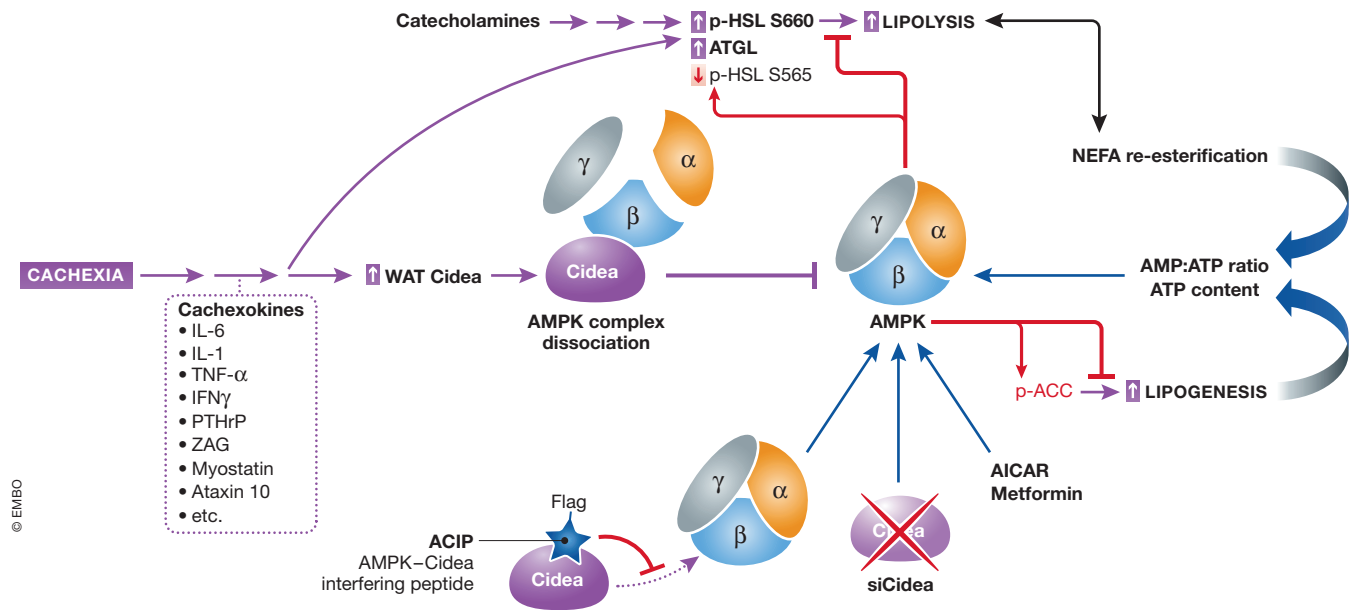 Catecholamines
↑ p-HSL S660
↑ LIPOLYSIS
↑ ATGL
↓ p-HSL S565
NEFA re-esterification
γ
α
β
γ
α
β
CACHEXIA
↑ WAT Cidea
Cidea
AMPK complex
dissociation
AMPK
AMP:ATP ratio
ATP content
Cachexokines
• IL-6
• IL-1
• TNF-α
• IFNγ
• PTHrP
• ZAG
• Myostatin
• Ataxin 10
• etc.
p-ACC
↑ LIPOGENESIS
© EMBO
Flag
ACIP
AMPK–Cidea
interfering peptide
Cidea
γ
α
β
Cidea
siCidea
AICAR
Metformin